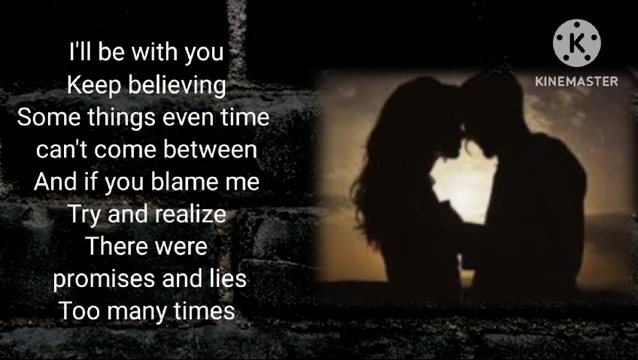 I'll be with you
Keep believing
Some things even time
can't come between
And if you blame me
Try and realize
There were
promises and lies
Too many times
K
KINEMASTER